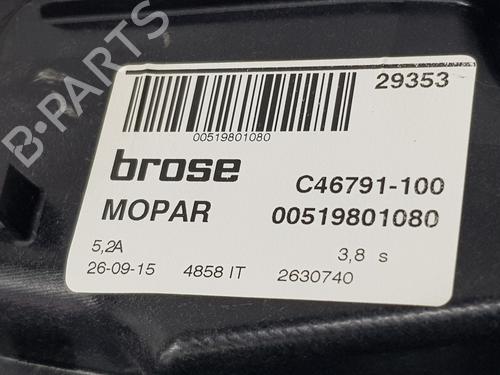 B-PARTS
29353
00519801080
brose C46791-100
MOPAR 00519801080
5,2A 3,8 s
26-09-15 4858 IT 2630740